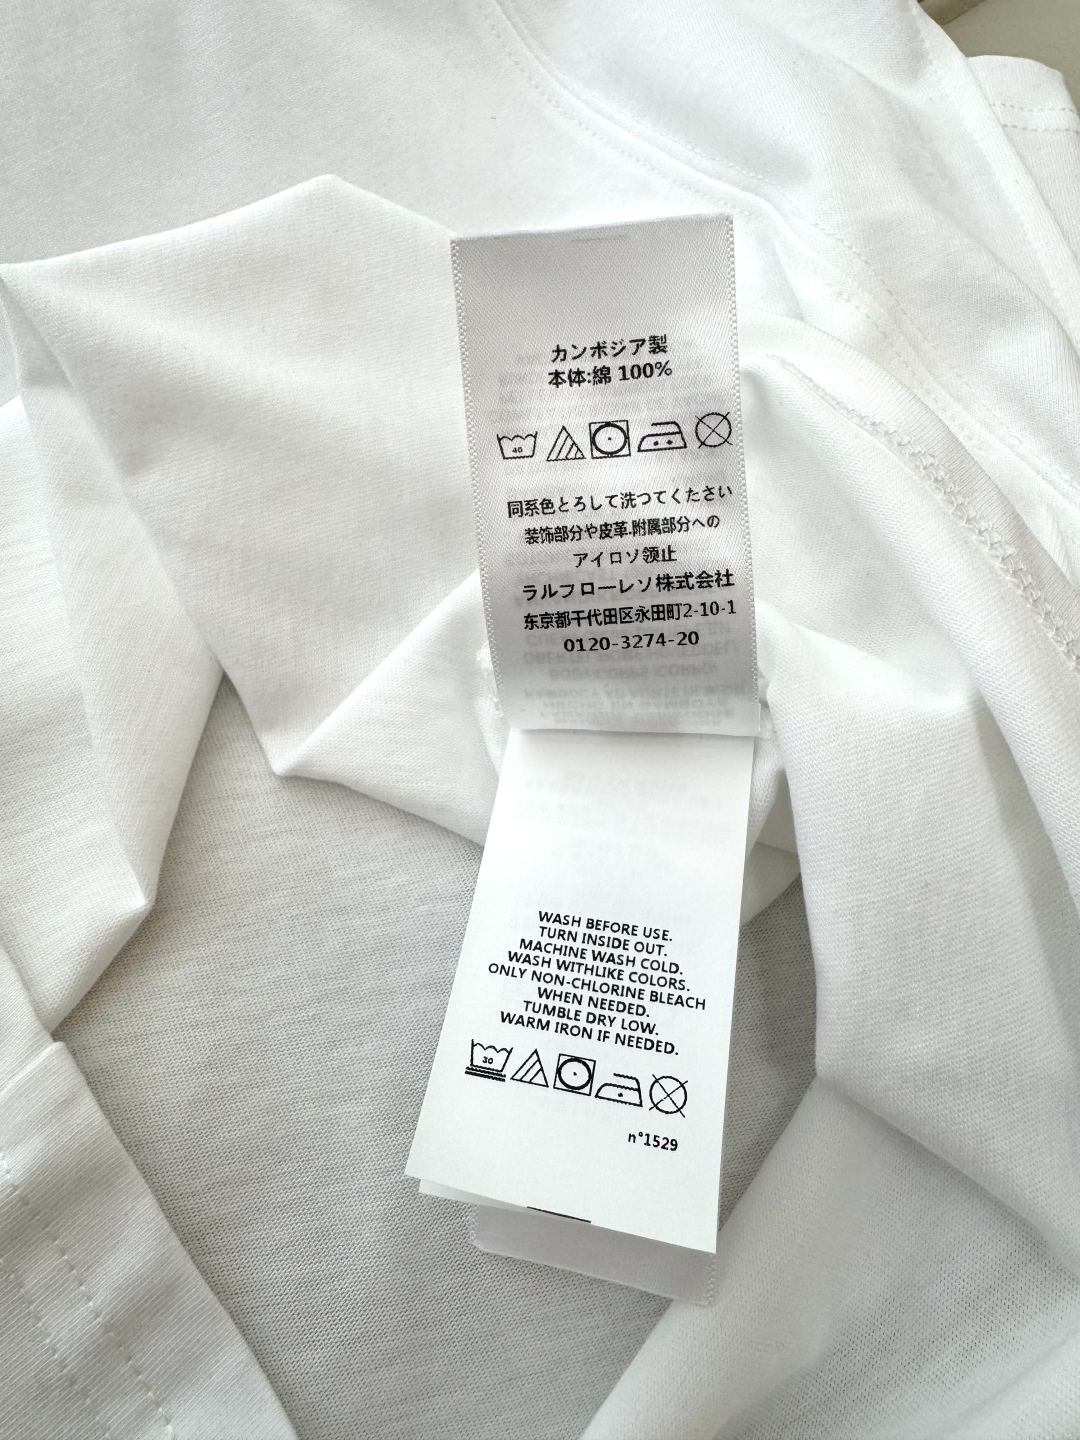 カンボジア製
本体:綿 100%
40
同系色とろして洗つてくたさい
装饰部分や皮革.附属部分への
アイロソ领止
ラルフローレソ株式会社
东京都千代田区永田町2-10-1
0120-3274-20
WASH BEFORE USE.
TURN INSIDE OUT.
MACHINE WASH COLD.
WASH WITHLIKE COLORS.
ONLY NON-CHLORINE BLEACH
WHEN NEEDED.
TUMBLE DRY LOW.
WARM IRON IF NEEDED.
30
n°1529